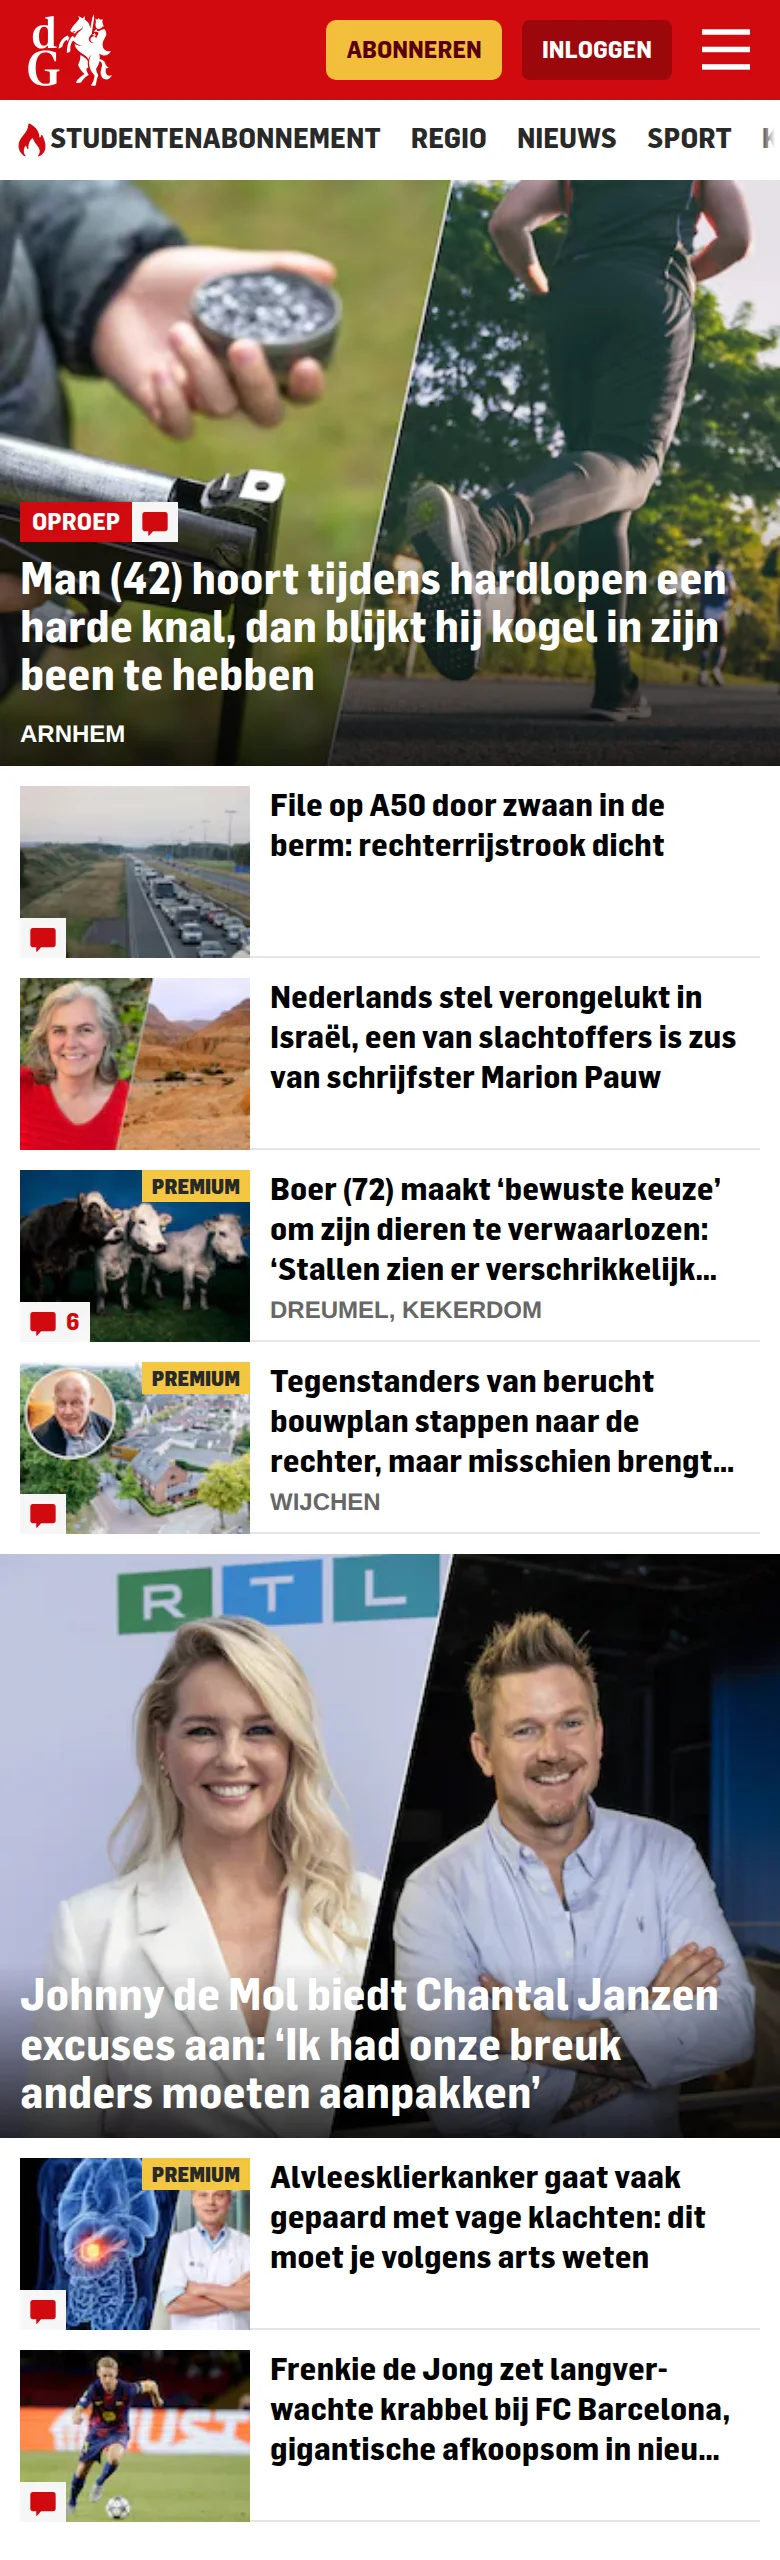 dG
ABONNEREN
INLOGGEN
STUDENTENABONNEMENT REGIO NIEUWS SPORT
OPROEP
Man (42) hoort tijdens hardlopen een
harde knal, dan blijkt hij kogel in zijn
been te hebben
ARNHEM
File op A50 door zwaan in de
berm: rechterrijstrook dicht
Nederlands stel verongelukt in
Israël, een van slachtoffers is zus
van schrijfster Marion Pauw
PREMIUM
6
Boer (72) maakt ‘bewuste keuze’
om zijn dieren te verwaarlozen:
‘Stallen zien er verschrikkelijk...
DREUMEL, KEKERDOM
PREMIUM
Tegenstanders van berucht
bouwplan stappen naar de
rechter, maar misschien brengt...
WIJCHEN
RTL
Johnny de Mol biedt Chantal Janzen
excuses aan: ‘Ik had onze breuk
anders moeten aanpakken’
PREMIUM
Alvleesklierkanker gaat vaak
gepaard met vage klachten: dit
moet je volgens arts weten
Frenkie de Jong zet langver-
wachte krabbel bij FC Barcelona,
gigantische afkoopsom in nieu...